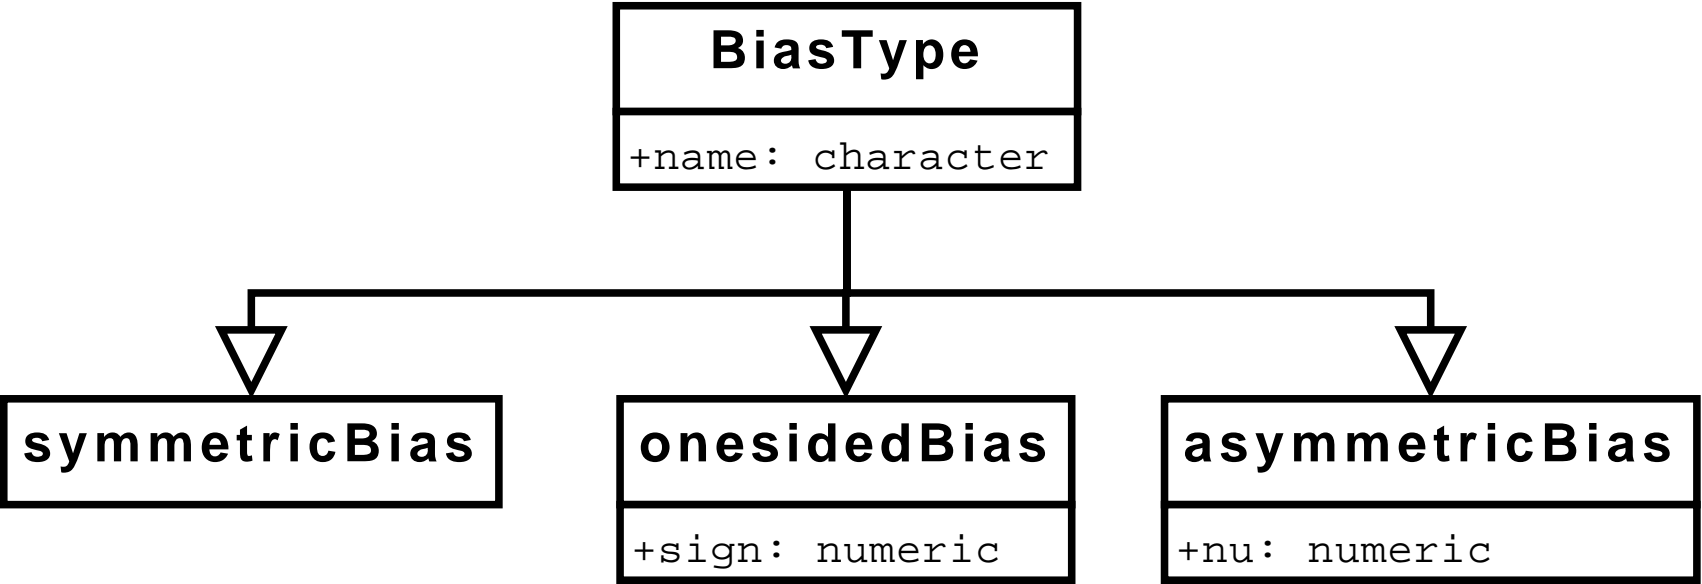 BiasType
+name: character
symmetricBias
onesidedBias
asymmetricBias
+sign: numeric
+nu: numeric